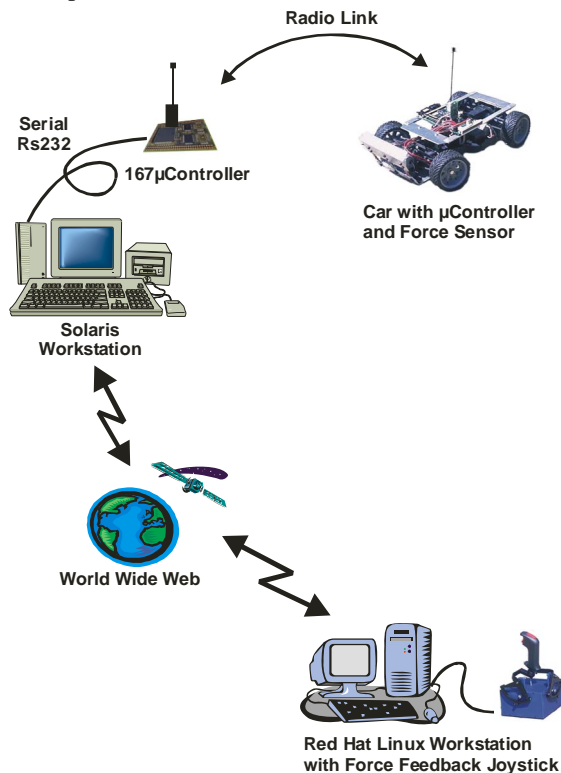 Radio Link
Serial
Rs232
167µController
Car with µController
and Force Sensor
Solaris
Workstation
World Wide Web
Red Hat Linux Workstation
with Force Feedback Joystick